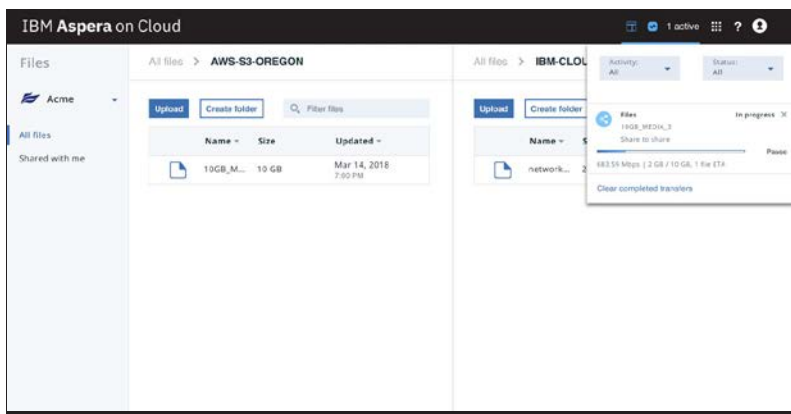 IBM Aspera on Cloud
1 active
?
Files
Acme
All files
Shared with me
All files > AWS-S3-OREGON
Upload
Create folder
Filter files
Name
Size
Updated
10GB_M...
10 GB
Mar 14, 2018
7:00 PM
All files > IBM-CLOU
Upload
Create folder
Name
S
network...
2
Activity:
All
Status:
All
Files
In progress
10GB_MEDIA_3
Share to share
Pause
683.59 Mbps | 2 GB / 10 GB, 1 file ETA
Clear completed transfers